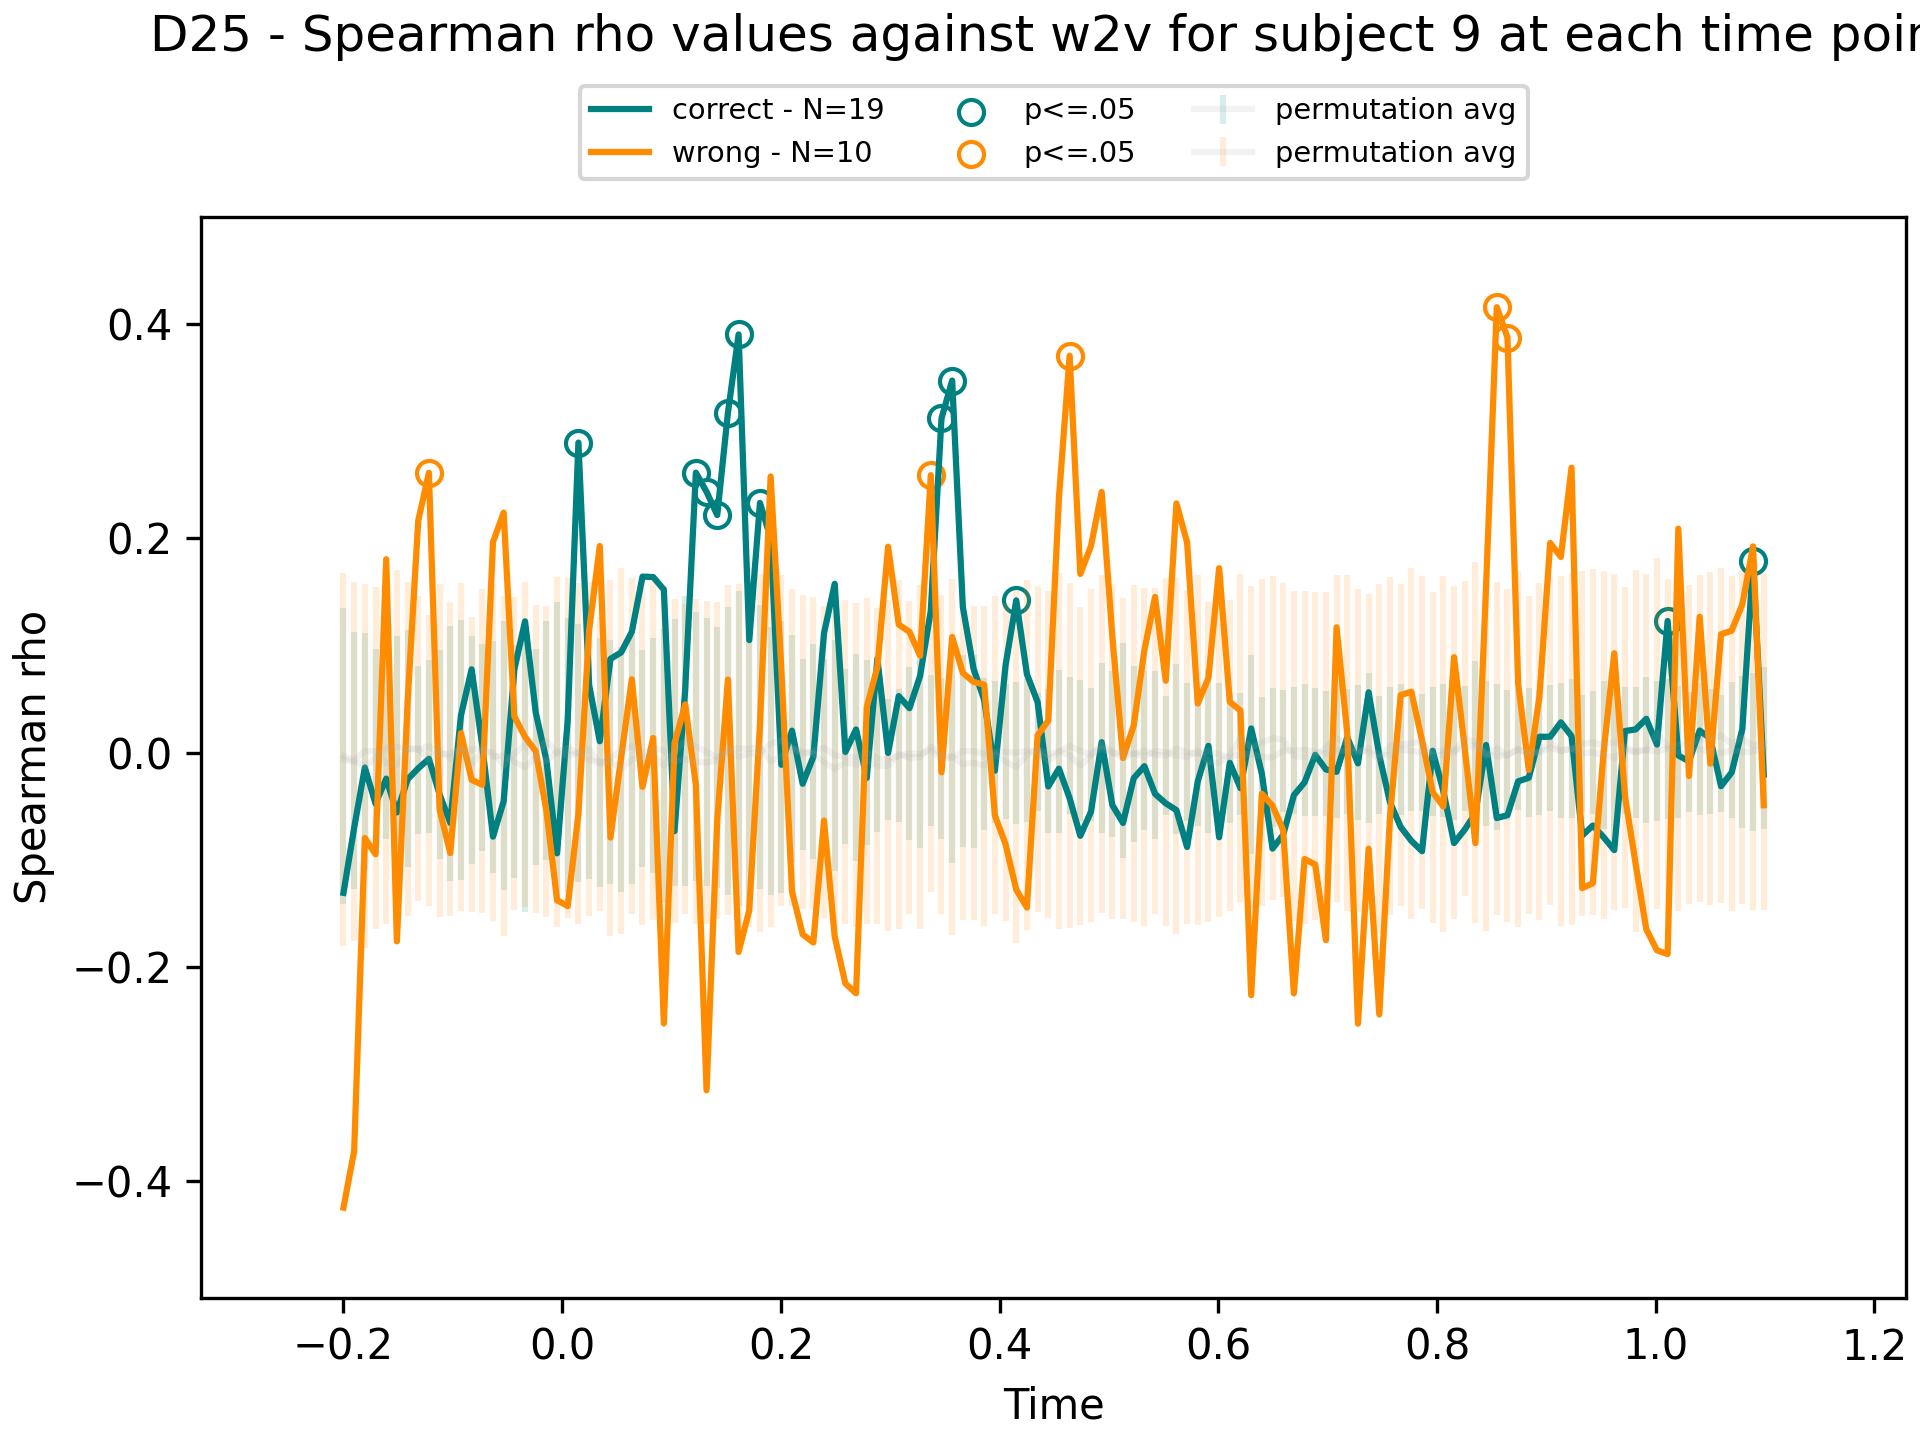 D25 - Spearman rho values against w2v for subject 9 at each time
correct - N=19 p<=.05 permutation avg
wrong - N=10 p<=.05 permutation avg
0.4
0.2
0.0
−0.2
−0.4
Spearman rho
−0.2 0.0 0.2 0.4 0.6 0.8 1.0 1.2
Time